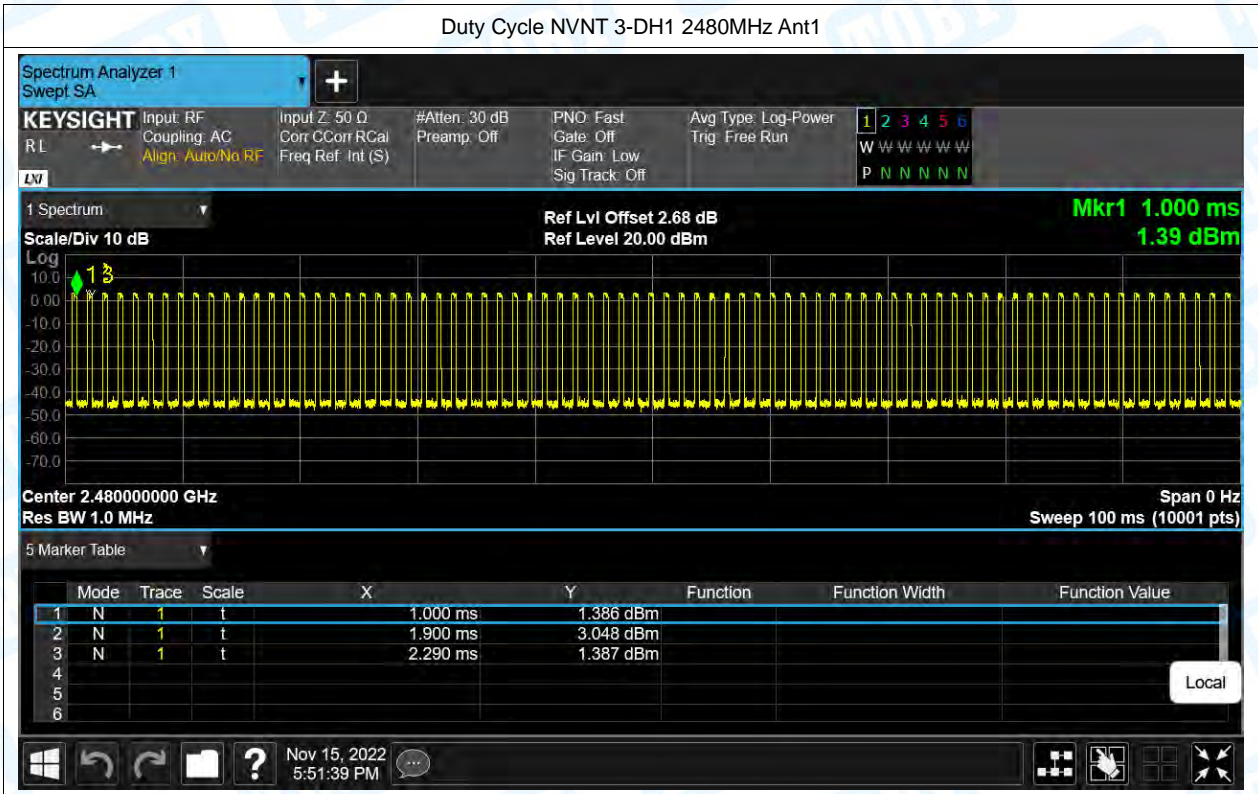 Duty Cycle NVNT 3-DH1 2480MHz Ant1
Spectrum Analyzer 1
Swept SA
KEYSIGHT
RL
LXI
Input: RF
Coupling: AC
Align: Auto/No RF
Input Z: 50 Ω
Corr CCorr RCal
Freq Ref: Int (S)
#Atten: 30 dB
Preamp: Off
PNO: Fast
Gate: Off
IF Gain: Low
Sig Track: Off
Avg Type: Log-Power
Trig: Free Run
1 2 3 4 5 6
W W W W W W
P N N N N N
1 Spectrum
Scale/Div 10 dB
Ref Lvl Offset 2.68 dB
Ref Level 20.00 dBm
Mkr1 1.000 ms
1.39 dBm
Log
10.0
0.00
-10.0
-20.0
-30.0
-40.0
-50.0
-60.0
-70.0
1
3
Center 2.480000000 GHz
Res BW 1.0 MHz
Span 0 Hz
Sweep 100 ms (10001 pts)
5 Marker Table
Mode Trace Scale X Y Function Function Width Function Value
1 N 1 t 1.000 ms 1.386 dBm
2 N 1 t 1.900 ms 3.048 dBm
3 N 1 t 2.290 ms 1.387 dBm
4
5
6
Local
?
Nov 15, 2022
5:51:39 PM